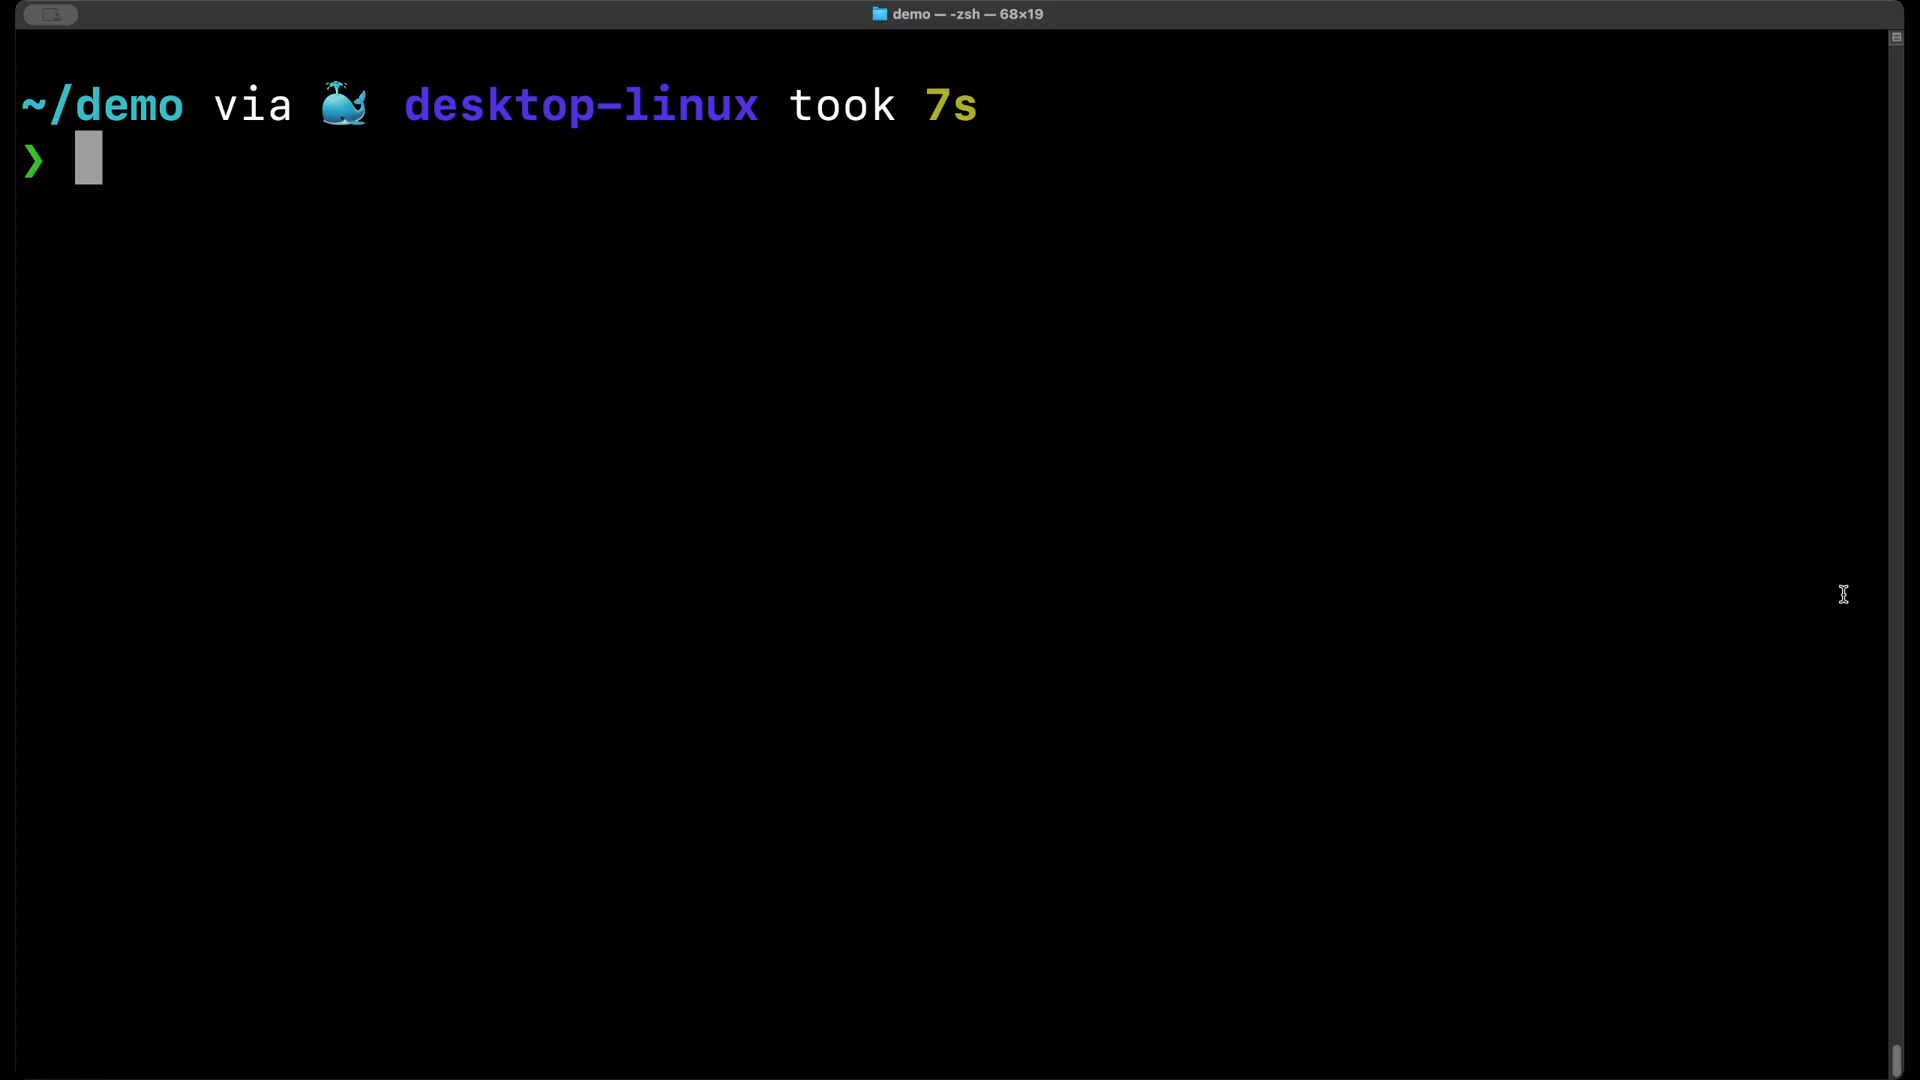 demo — -zsh — 68×19
~/demo via 🐳 desktop-linux took 7s
❯